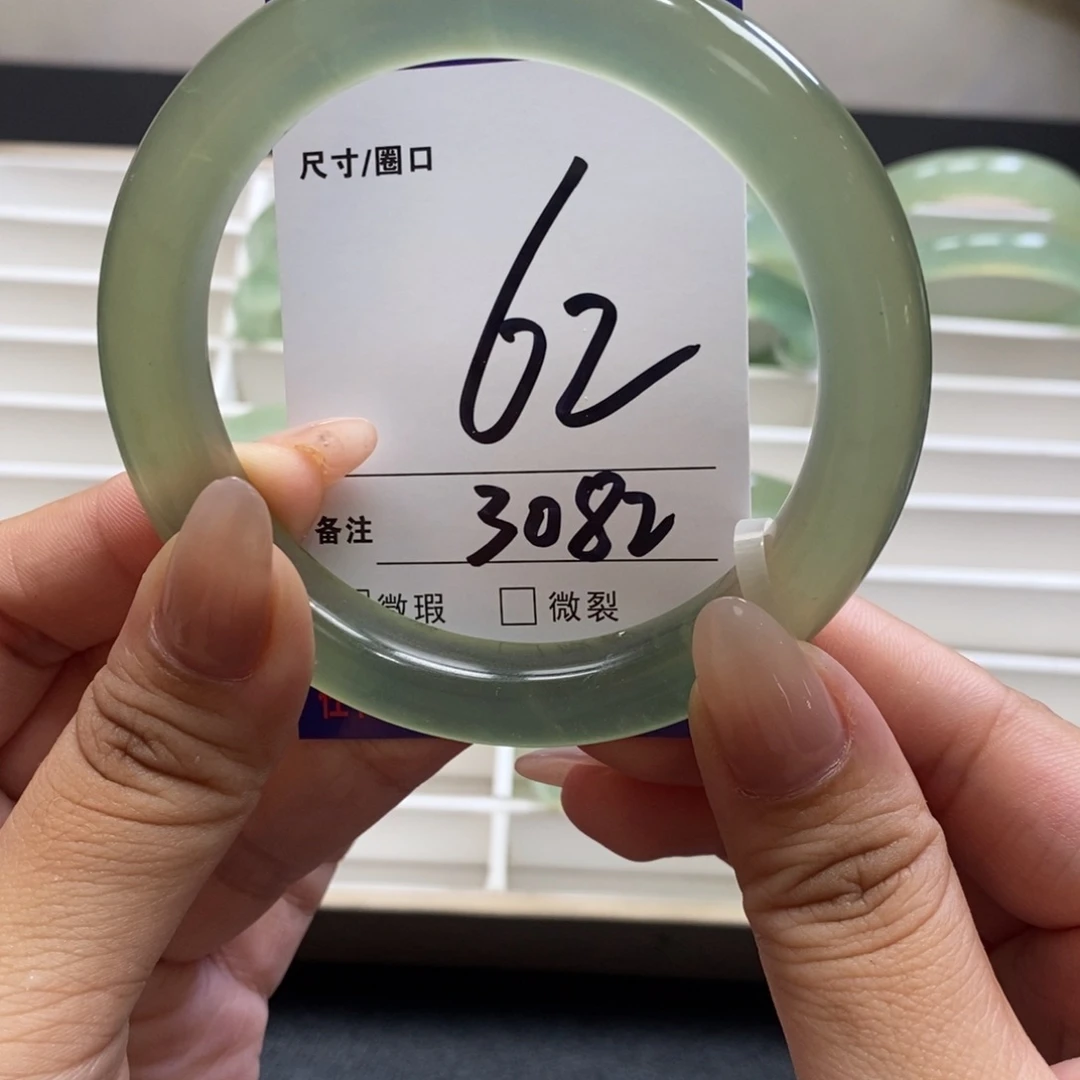 尺寸/圈口
62
备注 3082
微瑕 □ 微裂